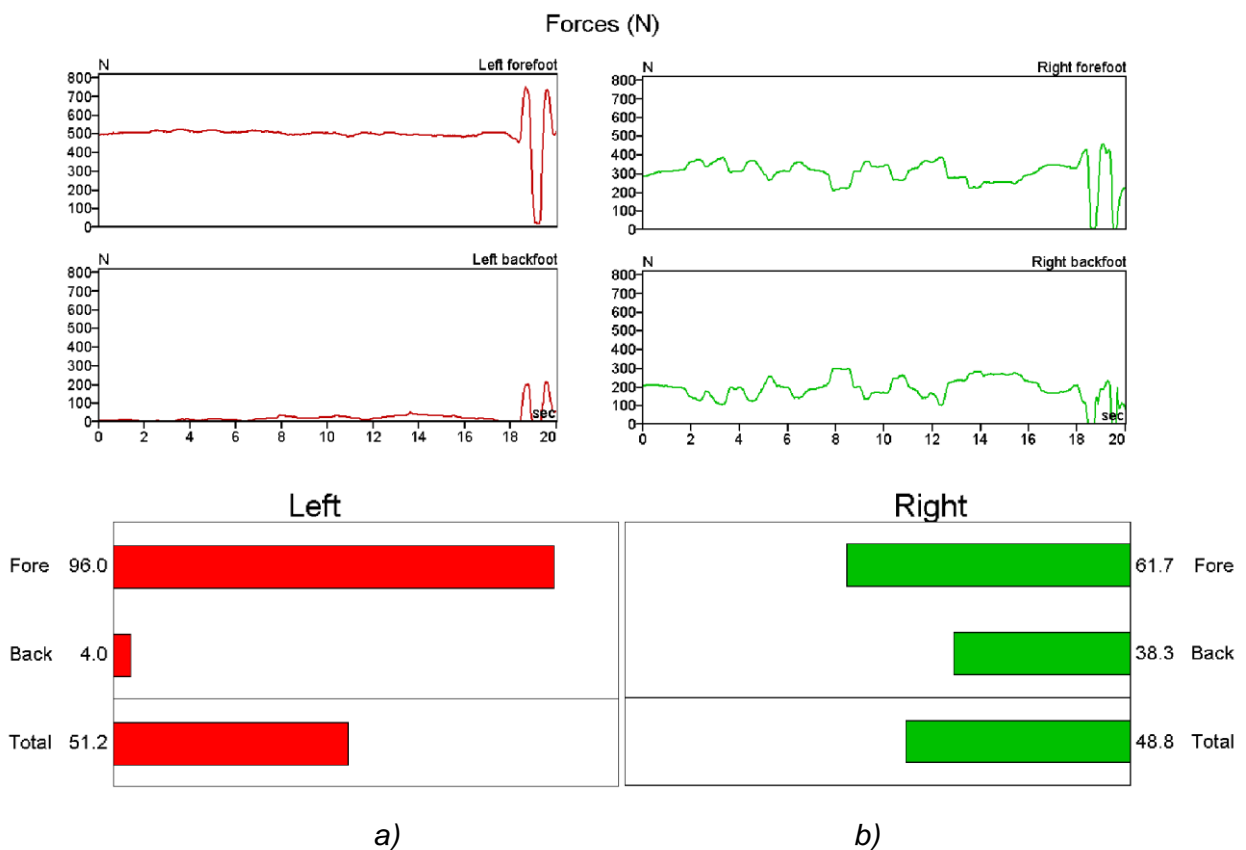 Forces (N)
N Left forefoot
800
700
600
500
400
300
200
100
0
N Right forefoot
800
700
600
500
400
300
200
100
0
N Left backfoot
800
700
600
500
400
300
200
100
0
sec
0 2 4 6 8 10 12 14 16 18 20
N Right backfoot
800
700
600
500
400
300
200
100
0
sec
0 2 4 6 8 10 12 14 16 18 20
Left
Fore 96.0
Back 4.0
Total 51.2
Right
61.7 Fore
38.3 Back
48.8 Total
a)
b)